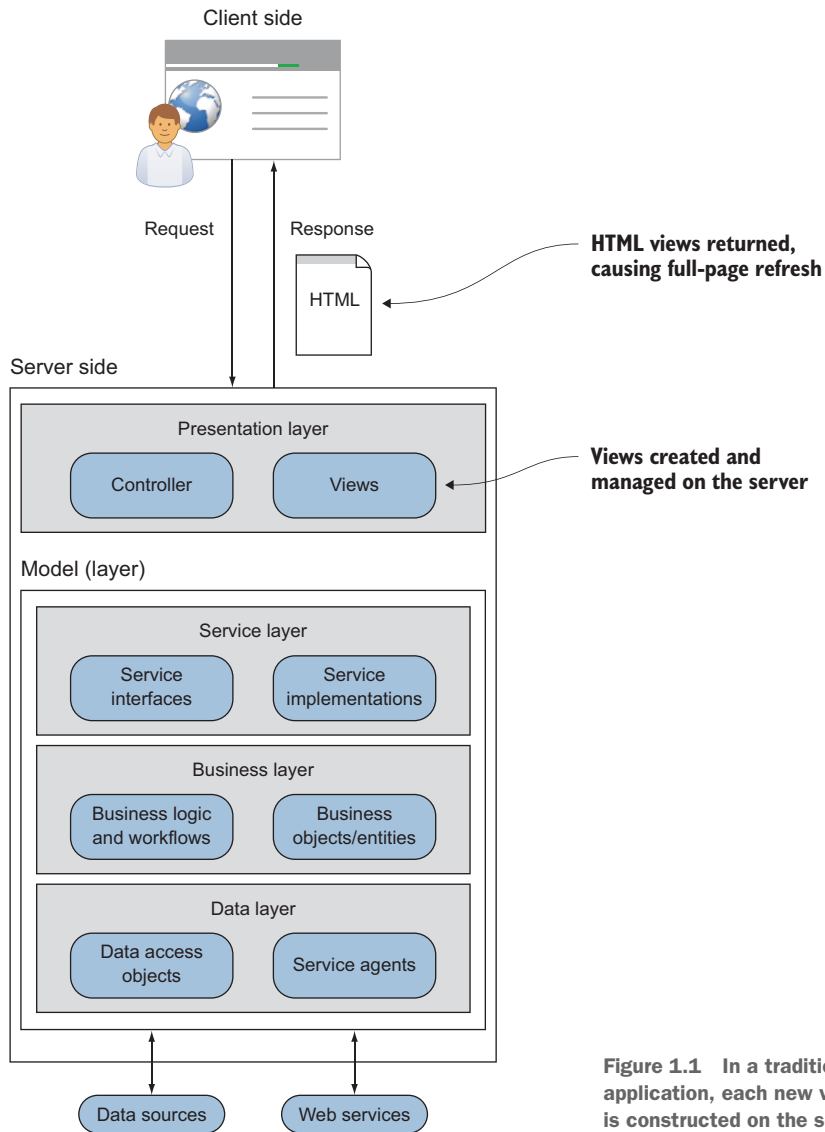 Client side
Request
Response
HTML
HTML views returned,
causing full-page refresh
Server side
Presentation layer
Controller
Views
Views created and
managed on the server
Model (layer)
Service layer
Service
interfaces
Service
implementations
Business layer
Business logic
and workflows
Business
objects/entities
Data layer
Data access
objects
Service agents
Data sources
Web services
Figure 1.1 In a traditi
application, each new v
is constructed on the s